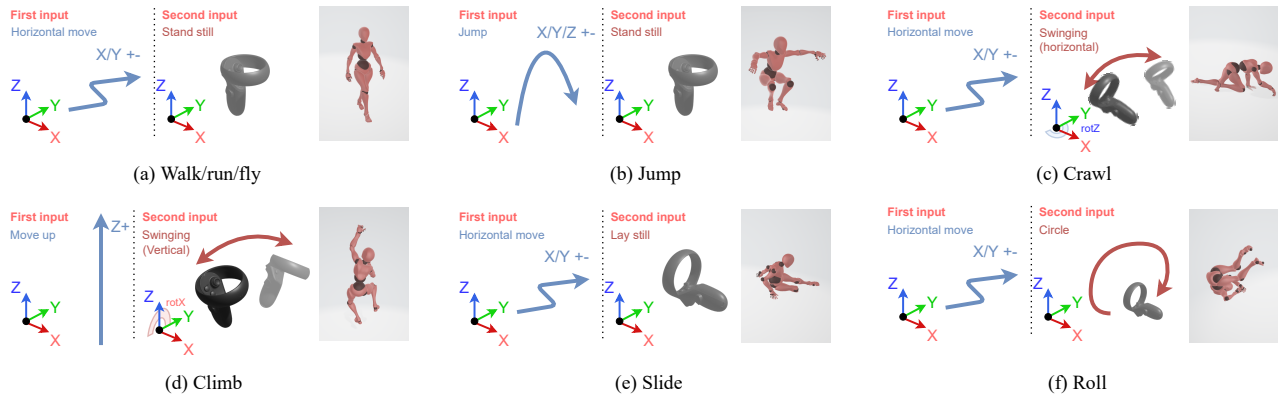 First input
Horizontal move
X/Y +-
Z
Y
X
Second input
Stand still
Z
Y
X
(a) Walk/run/fly
First input
Jump
X/Y/Z +-
Z
Y
X
Second input
Stand still
Z
Y
X
(b) Jump
First input
Horizontal move
X/Y +-
Z
Y
X
Second input
Swinging
(horizontal)
Z
Y
rotZ
X
(c) Crawl
First input
Move up
Z+
Z
Y
X
Second input
Swinging
(Vertical)
Z
rotX
Y
X
(d) Climb
First input
Horizontal move
X/Y +-
Z
Y
X
Second input
Lay still
Z
Y
X
(e) Slide
First input
Horizontal move
X/Y +-
Z
Y
X
Second input
Circle
Z
Y
X
(f) Roll